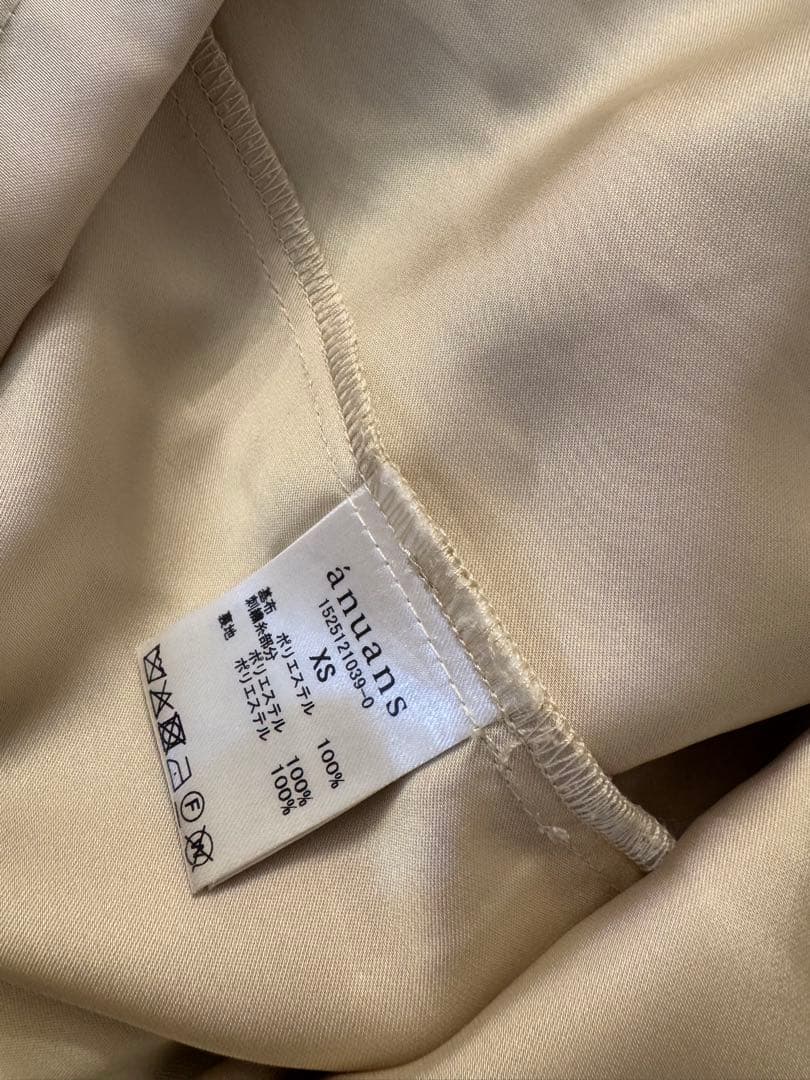 ánuans
1525121039-0
XS
基布 ポリエステル 100%
刺繍糸部分 ポリエステル 100%
裏地 ポリエステル 100%
F
W